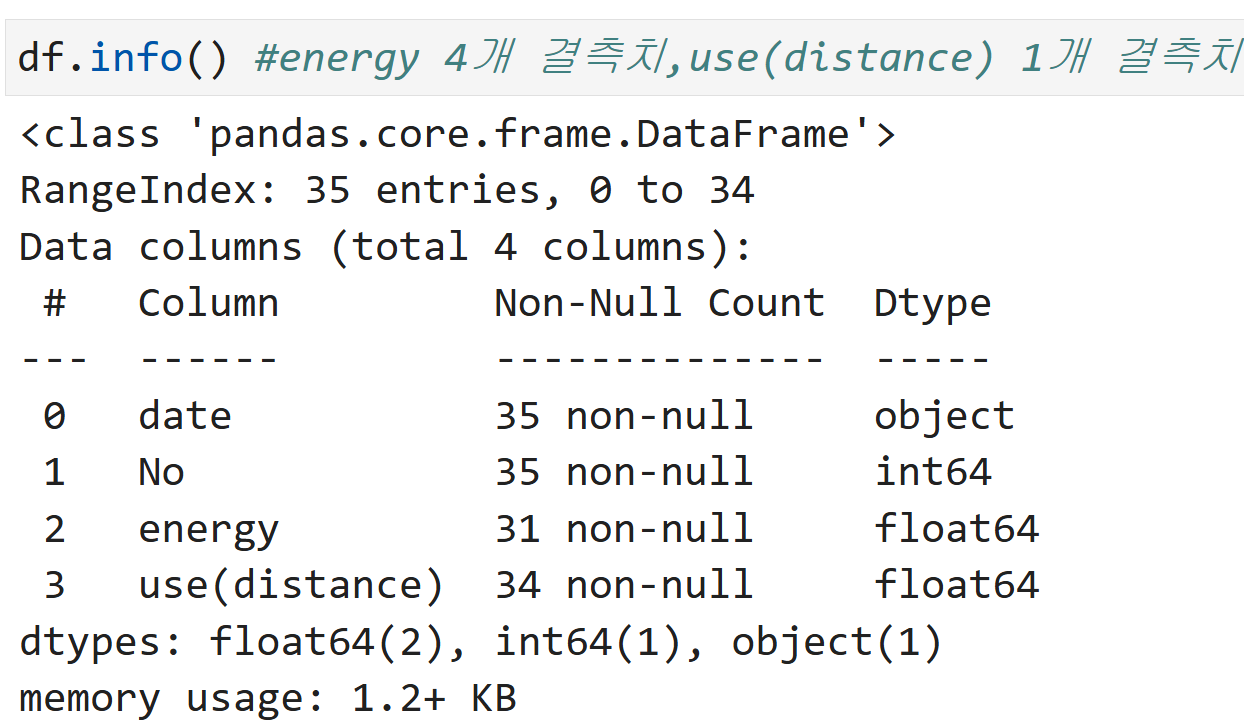 df.info() #energy 4개 결측치,use(distance) 1개 결측치
<class 'pandas.core.frame.DataFrame'>
RangeIndex: 35 entries, 0 to 34
Data columns (total 4 columns):
 #   Column         Non-Null Count  Dtype
---  ------         --------------  -----
 0   date           35 non-null     object
 1   No             35 non-null     int64
 2   energy         31 non-null     float64
 3   use(distance)  34 non-null     float64
dtypes: float64(2), int64(1), object(1)
memory usage: 1.2+ KB